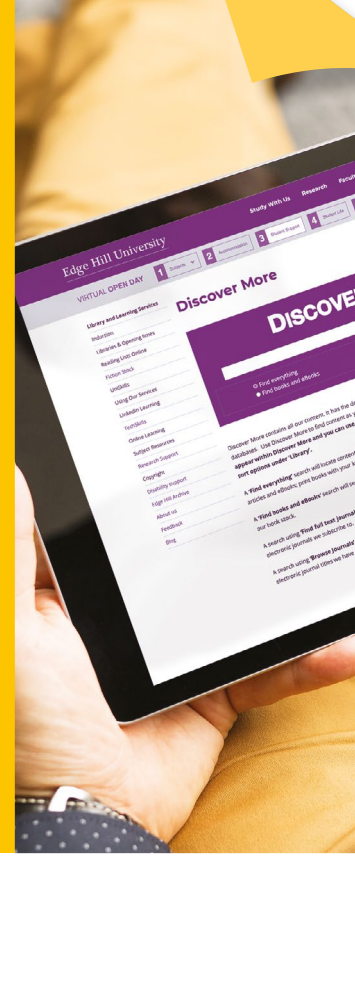 Study With Us Research Facult
Edge Hill University
VIRTUAL OPEN DAY 1 Subjects 2 Accommodation 3 Student Support 4 Student Life
Discover More
Library and Learning Services
Induction
Libraries & Opening times
Reading Lists Online
Fiction Stock
UniSkills
Using Our Services
LinkedIn Learning
TechSkills
Online Learning
Subject Resources
Research Support
Copyright
Disability Support
Edge Hill Archive
About us
Feedback
Blog
DISCOVE
Find everything
Find books and eBooks
Discover More contains all our content. It has the
databases. Use Discover More to find content as
appear within Discover More and you can use
sort options under 'Library'.
A 'Find everything' search will locate content
articles and eBooks; print books with your
A 'Find books and eBooks' search will
our book stock.
A search using 'Find full text journal
electronic journals we subscribe to.
A search using 'Browse journals'
electronic journal titles we have